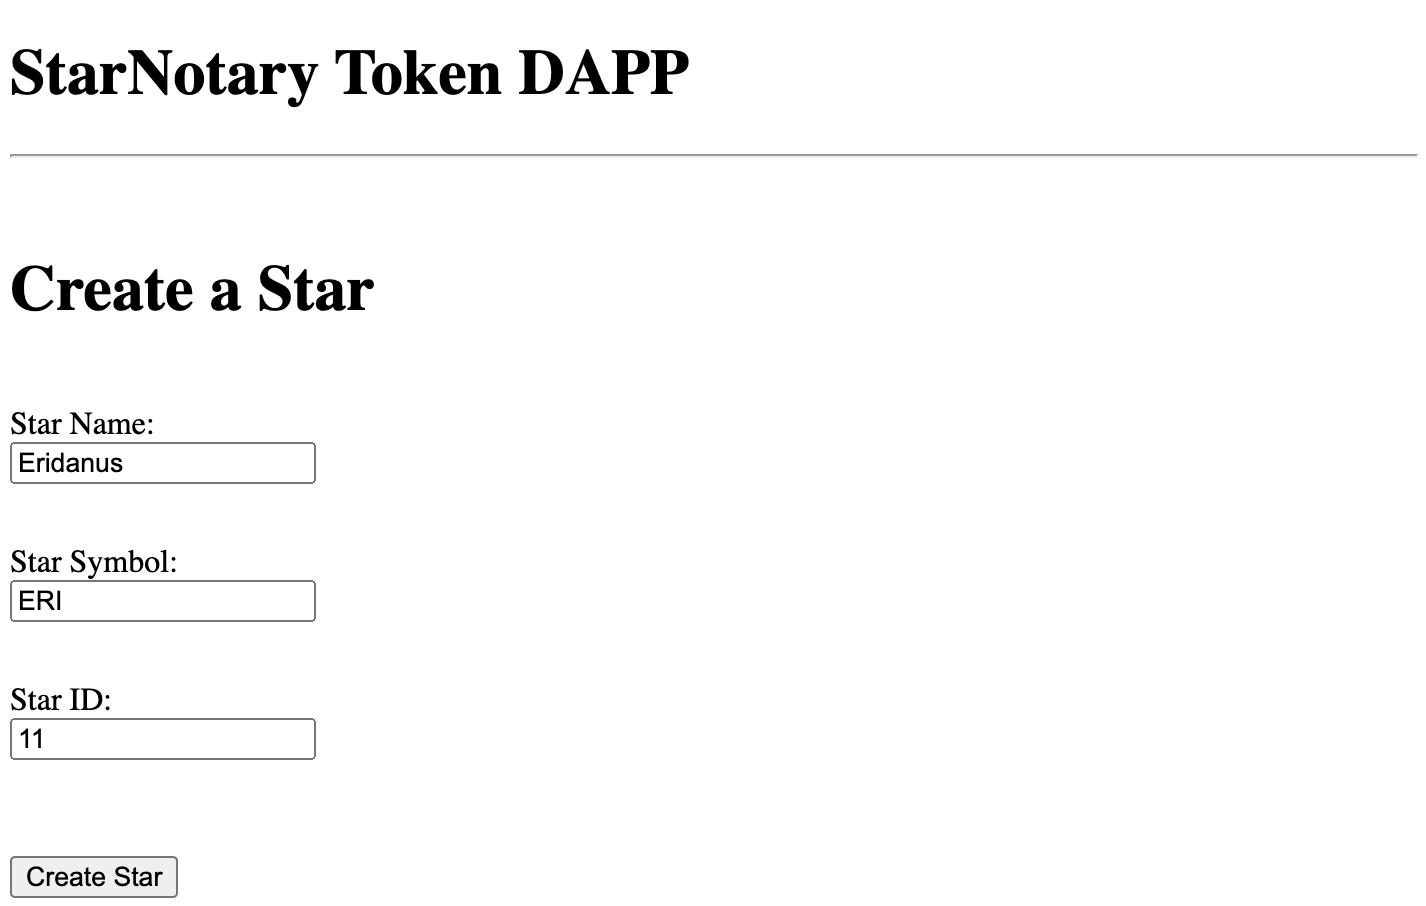 StarNotary Token DAPP
Create a Star
Star Name:
Eridanus
Star Symbol:
ERI
Star ID:
11
Create Star